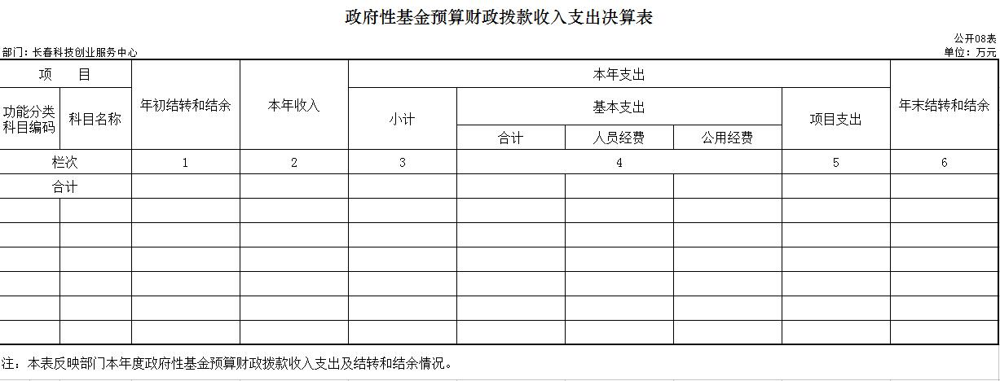 政府性基金预算财政拨款收入支出决算表
公开08表
部门：长春科技创业服务中心
单位：万元
项 目
年初结转和结余
本年收入
本年支出
年末结转和结余
功能分类
科目编码
科目名称
小计
基本支出
项目支出
合计
人员经费
公用经费
栏次
1
2
3
4
5
6
合计
注：本表反映部门本年度政府性基金预算财政拨款收入支出及结转和结余情况。